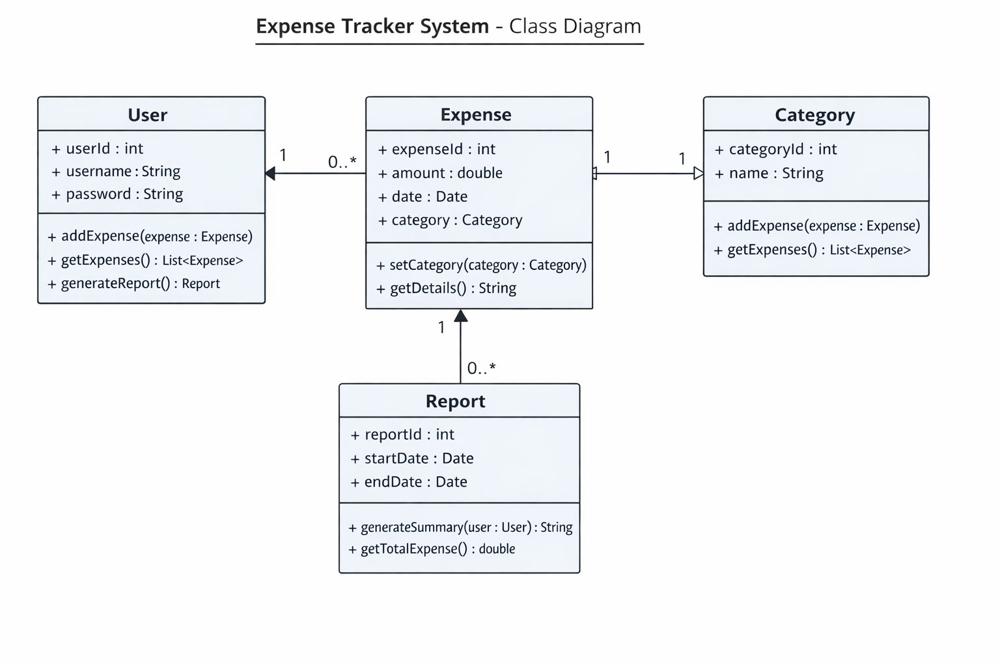 Expense Tracker System - Class Diagram
User
+ userId : int
+ username : String
+ password : String
+ addExpense(expense : Expense)
+ getExpenses() : List<Expense>
+ generateReport() : Report
1
0..*
Expense
+ expenseId : int
+ amount : double
+ date : Date
+ category : Category
+ setCategory(category : Category)
+ getDetails() : String
1
1
Category
+ categoryId : int
+ name : String
+ addExpense(expense : Expense)
+ getExpenses() : List<Expense>
1
0..*
Report
+ reportId : int
+ startDate : Date
+ endDate : Date
+ generateSummary(user : User) : String
+ getTotalExpense() : double